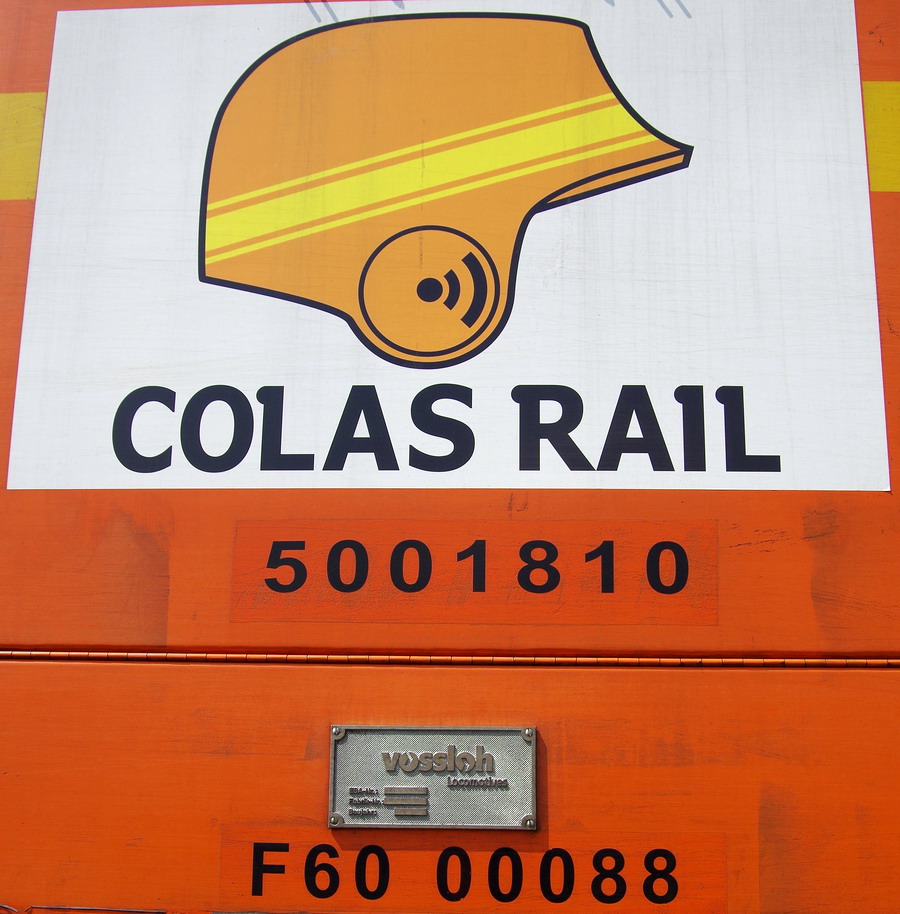 COLAS RAIL
5001810
vossloh
Locomotives
F60 00088